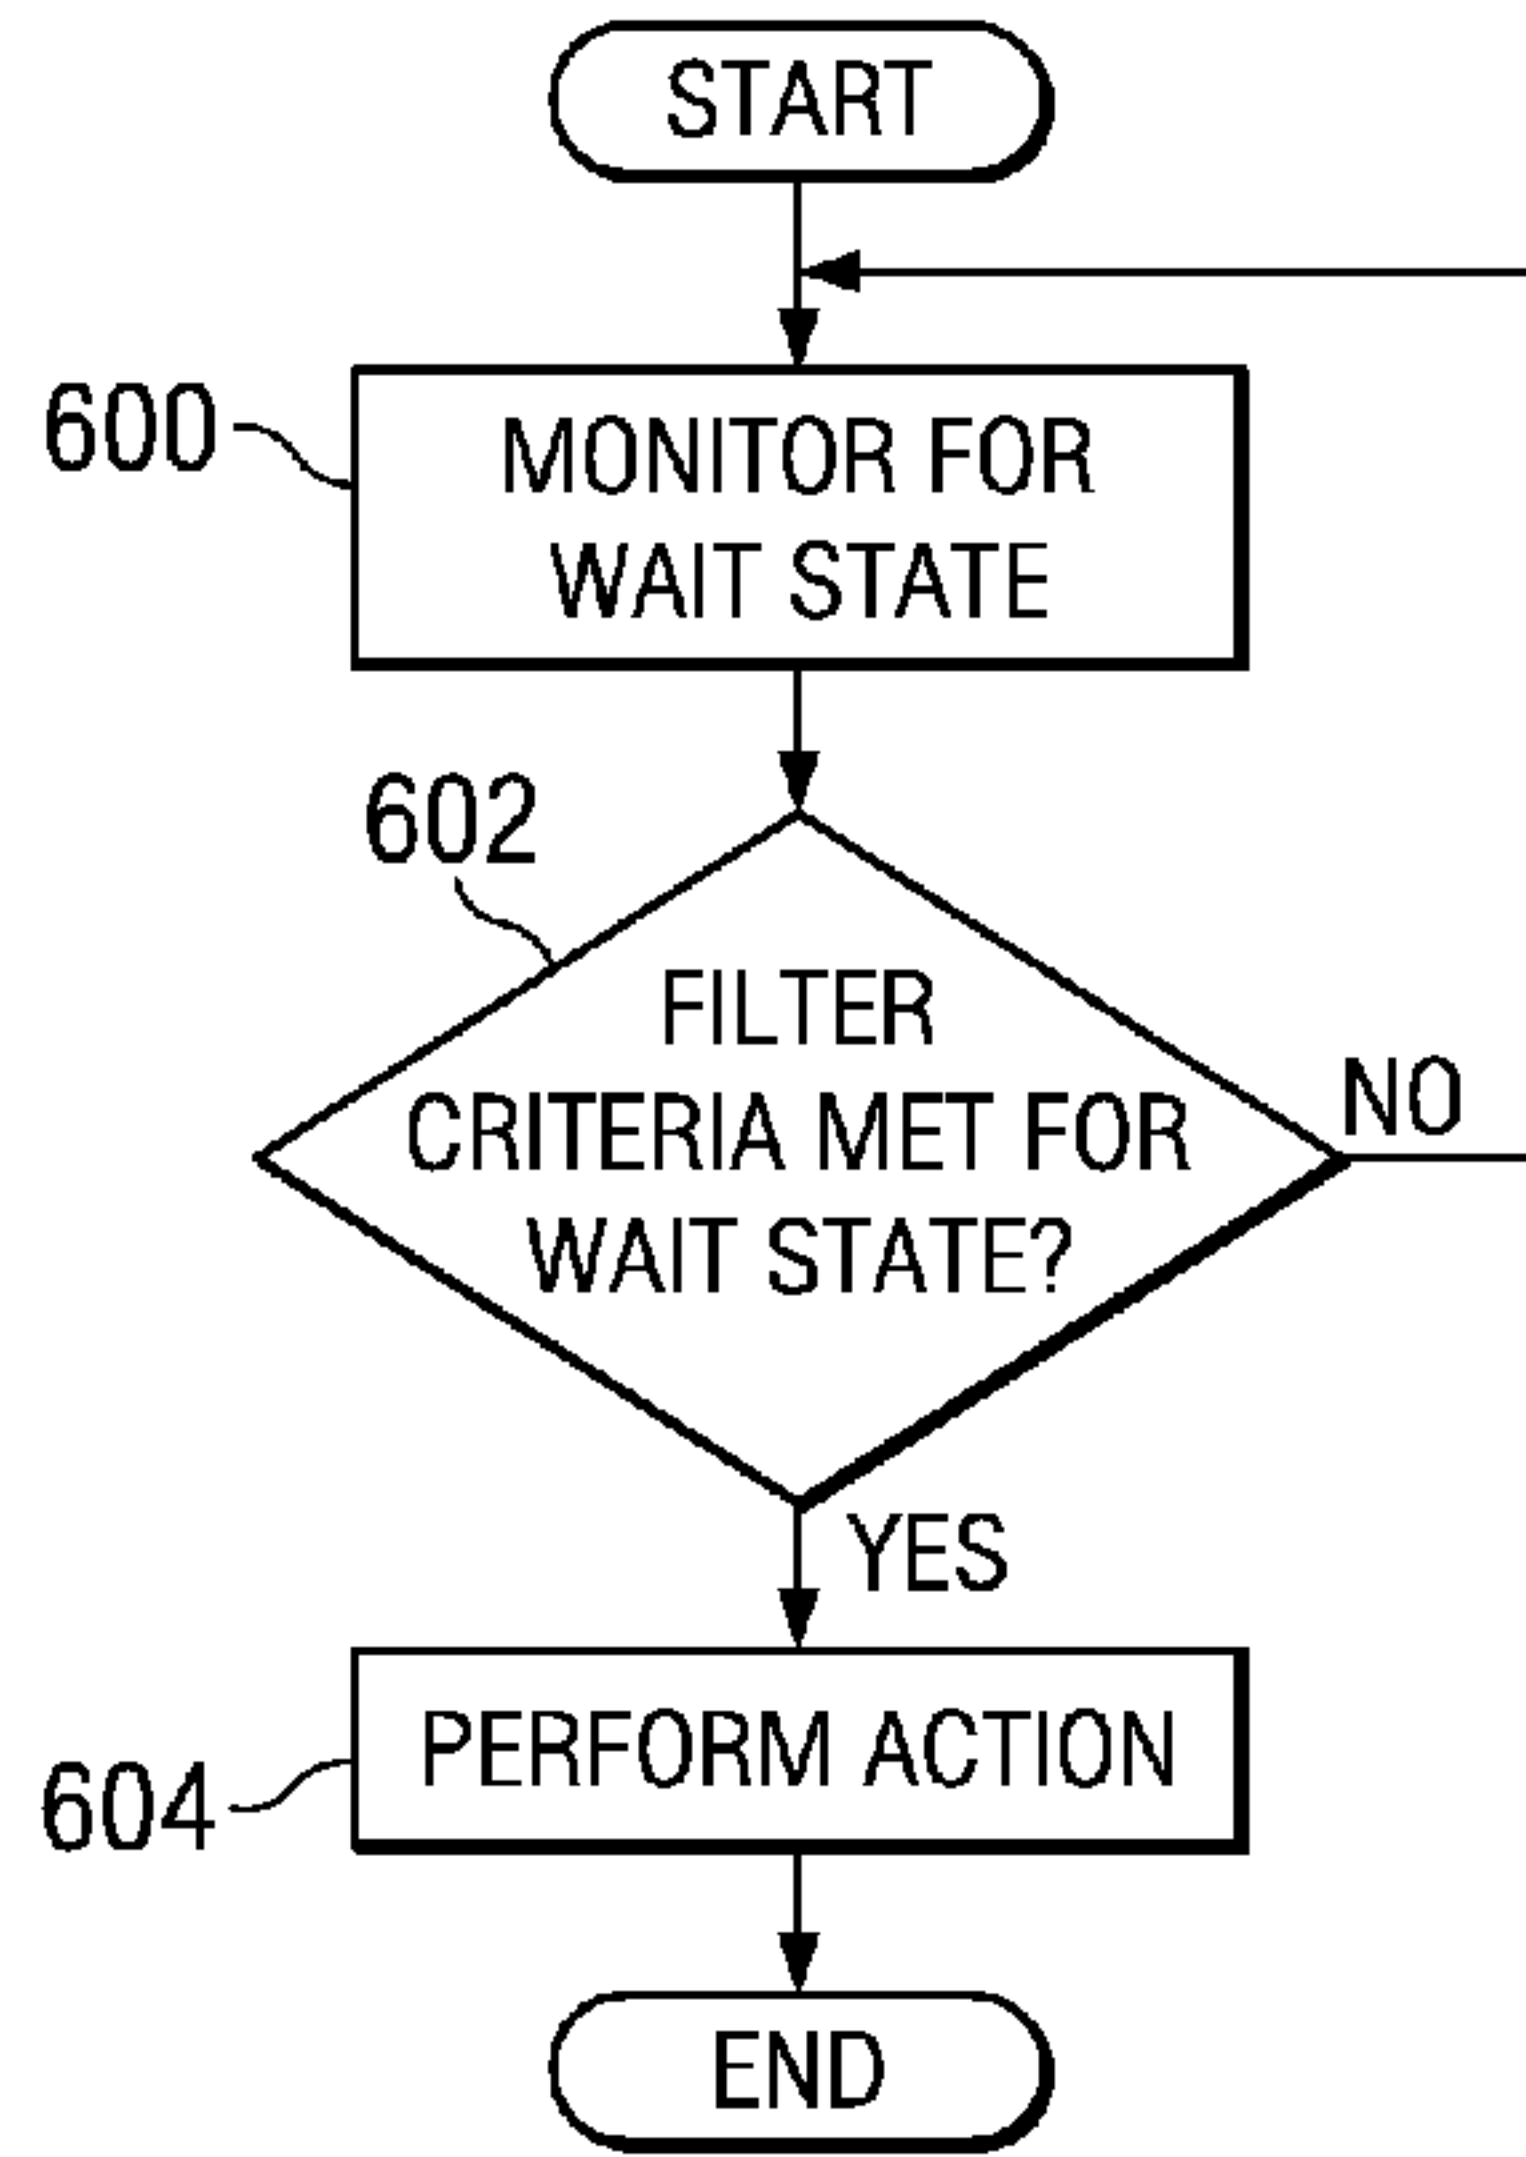 START
600
MONITOR FOR
WAIT STATE
602
FILTER
CRITERIA MET FOR
WAIT STATE?
NO
YES
PERFORM ACTION
604
END